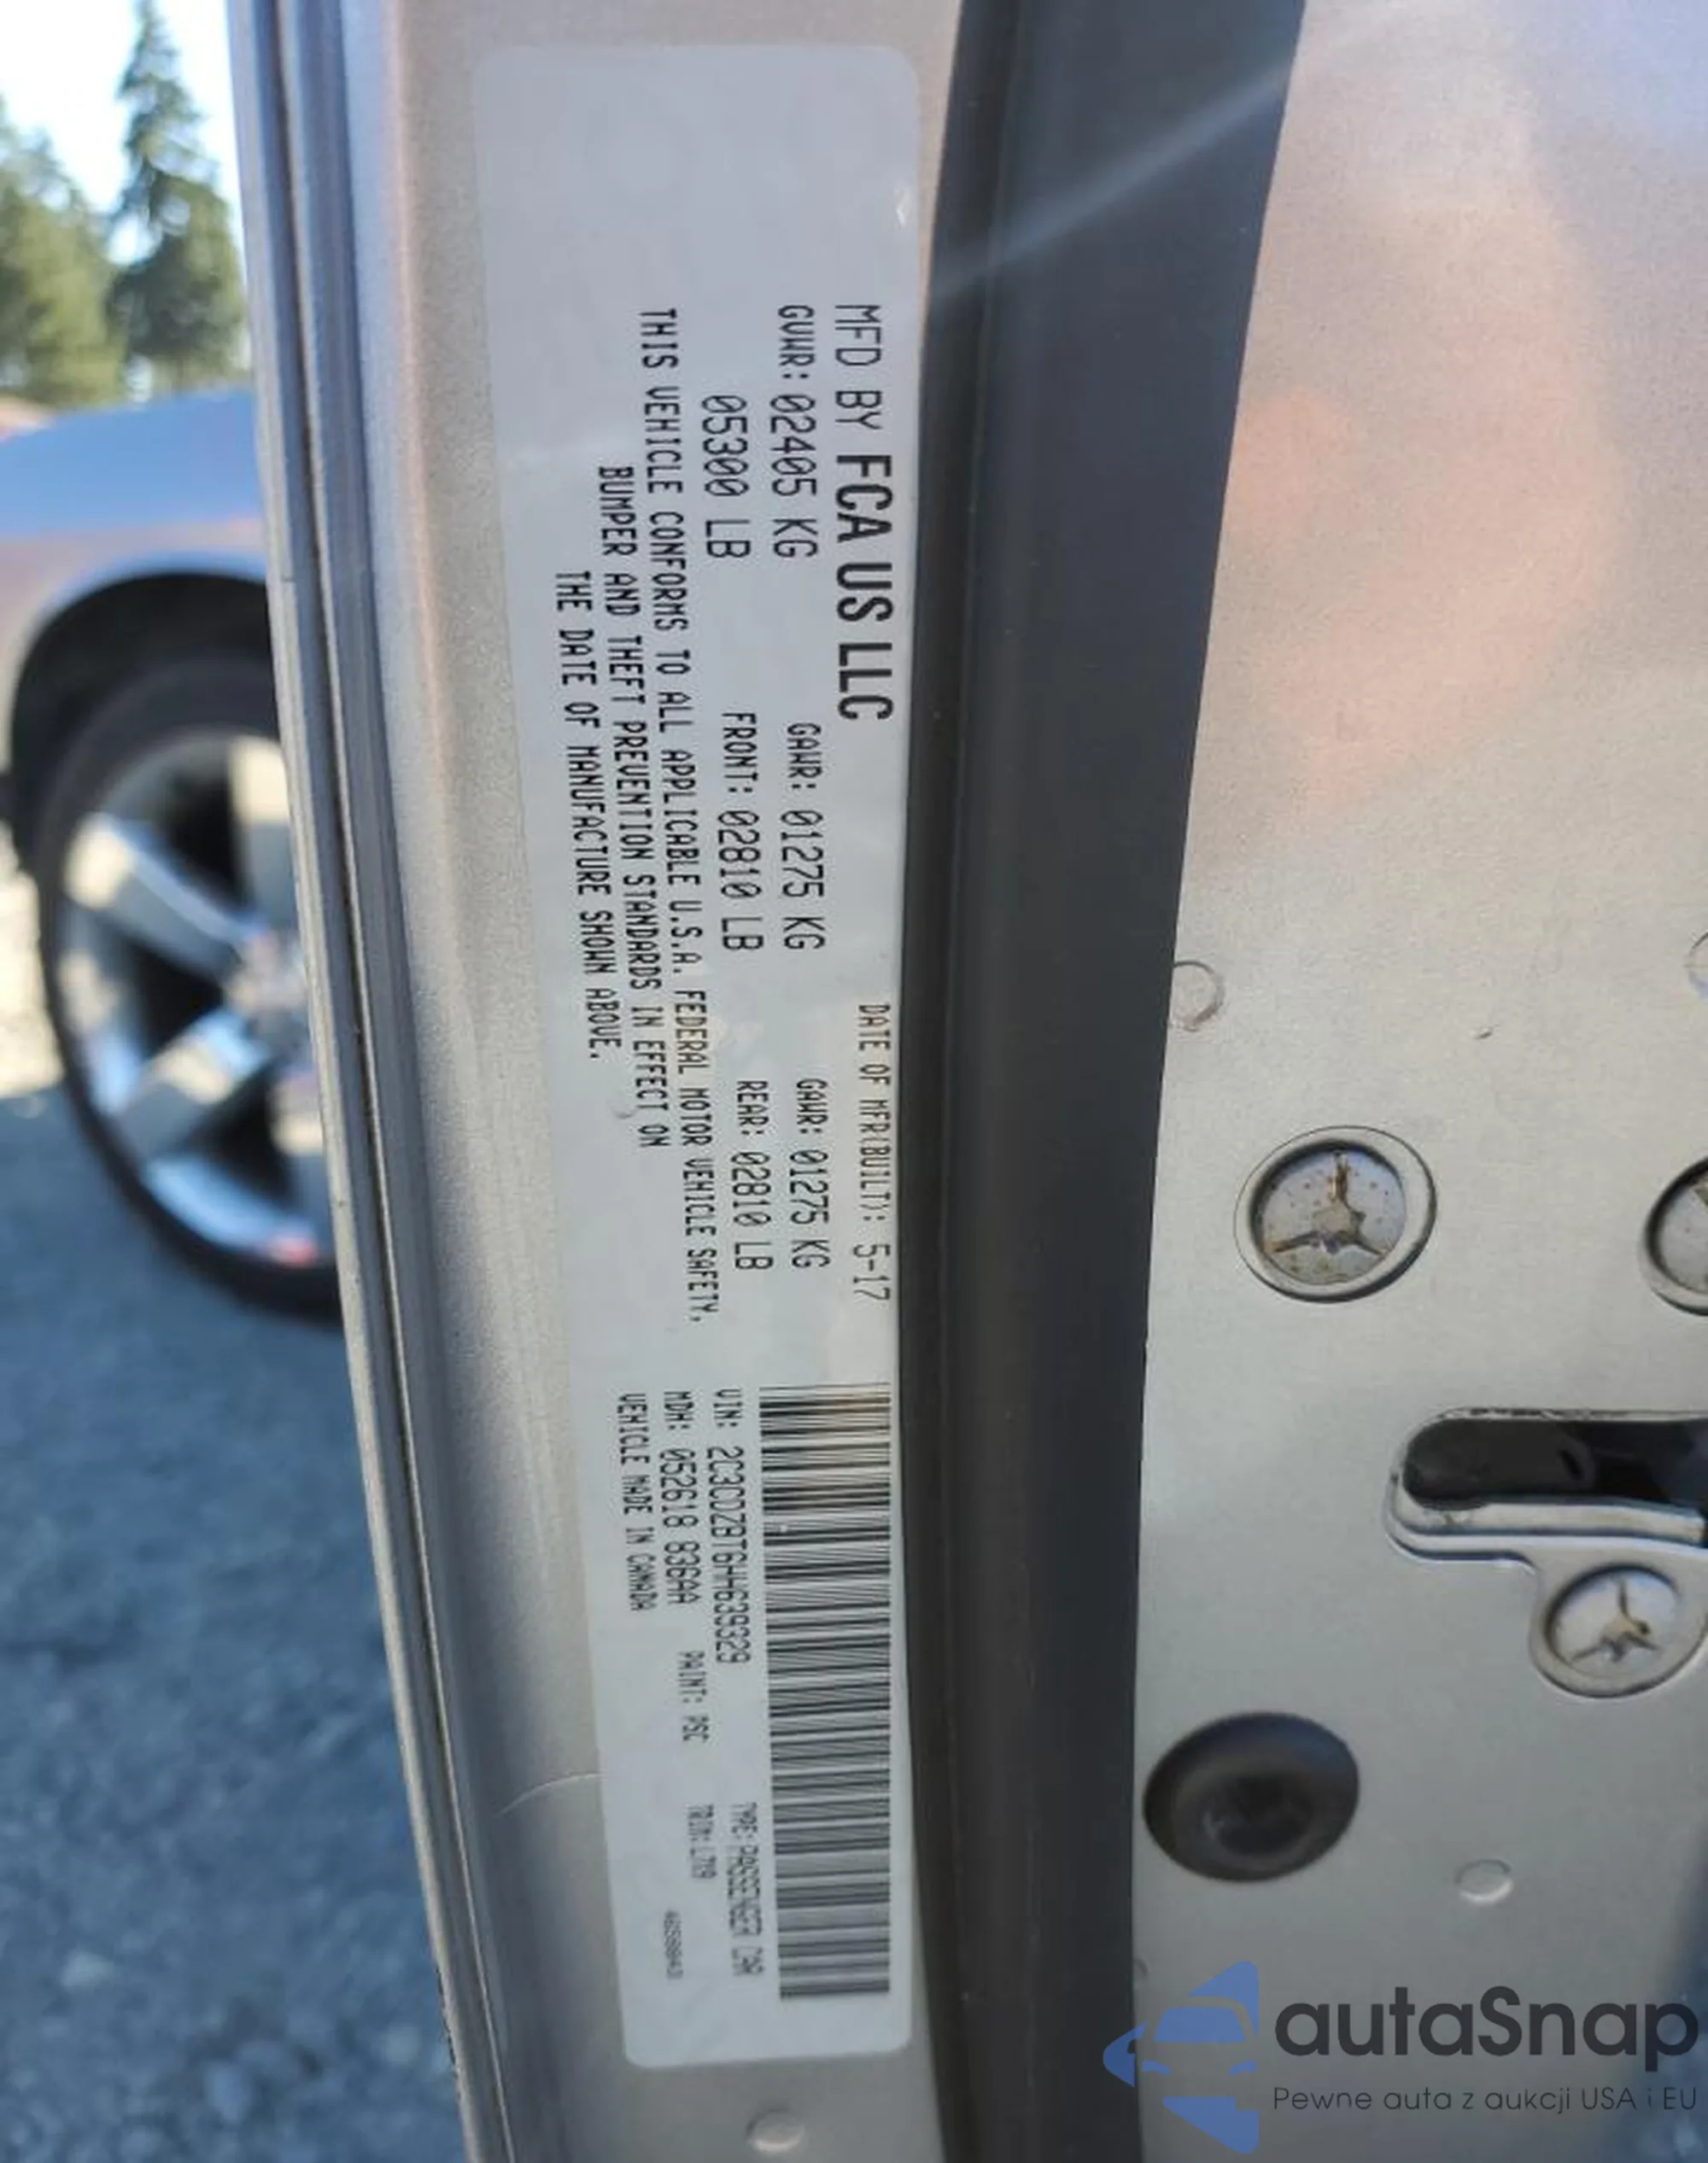 MFD BY FCA US LLC
DATE OF MFR(BUILT): 5-17
GVWR: 02405 KG
GAWR: 01275 KG
GAWR: 01275 KG
05300 LB
FRONT: 02810 LB
REAR: 02810 LB
THIS VEHICLE CONFORMS TO ALL APPLICABLE U.S.A. FEDERAL MOTOR VEHICLE SAFETY,
BUMPER AND THEFT PREVENTION STANDARDS IN EFFECT ON
THE DATE OF MANUFACTURE SHOWN ABOVE.
VIN: 2C3CDZBT6HH639329
TYPE: PASSENGER CAR
MDH: 052618 836AA
PAINT: PSC
TRIM: L7X9
VEHICLE MADE IN CANADA
autaSnap
Pewne auta z aukcji USA i EU